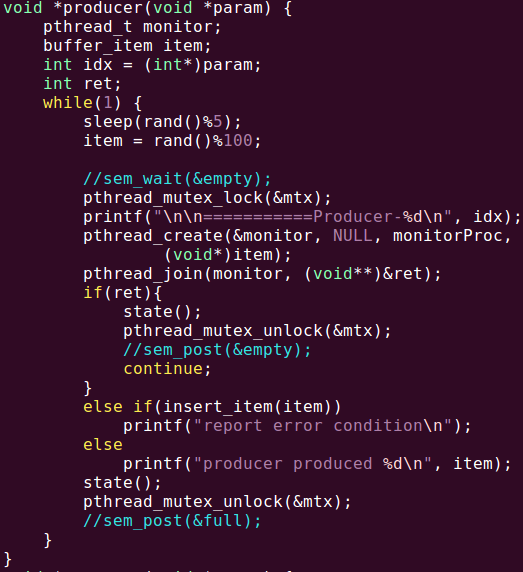 void *producer(void *param) {
    pthread_t monitor;
    buffer_item item;
    int idx = (int*)param;
    int ret;
    while(1) {
        sleep(rand()%5);
        item = rand()%100;

        //sem_wait(&empty);
        pthread_mutex_lock(&mtx);
        printf("\n\n===========Producer-%d\n", idx);
        pthread_create(&monitor, NULL, monitorProc,
                (void*)item);
        pthread_join(monitor, (void**)&ret);
        if(ret){
            state();
            pthread_mutex_unlock(&mtx);
            //sem_post(&empty);
            continue;
        }
        else if(insert_item(item))
            printf("report error condition\n");
        else
            printf("producer produced %d\n", item);
        state();
        pthread_mutex_unlock(&mtx);
        //sem_post(&full);
    }
}